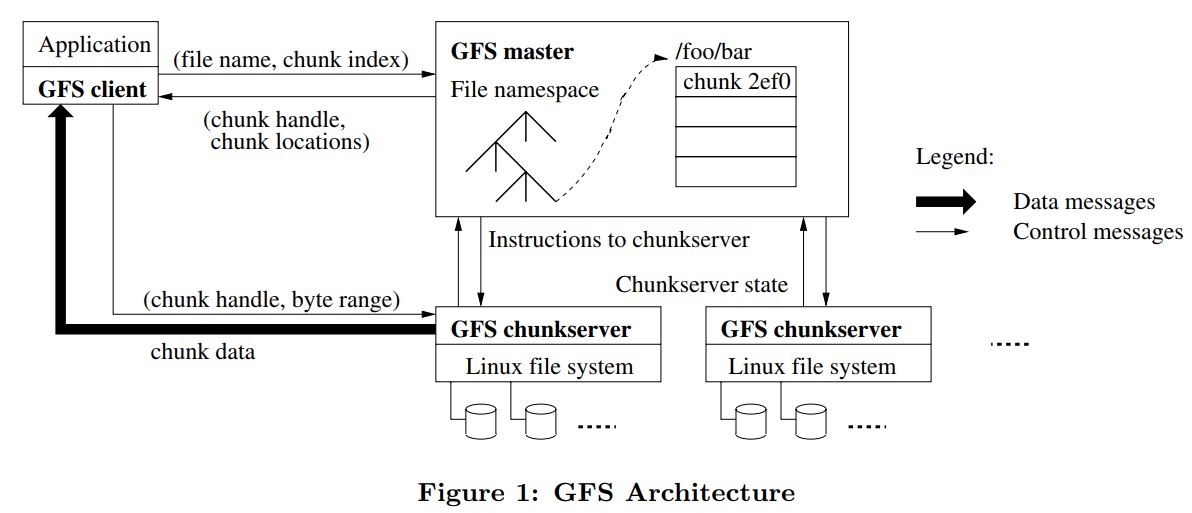 Application
GFS client
(file name, chunk index)
(chunk handle,
chunk locations)
GFS master
File namespace
/foo/bar
chunk 2ef0
Legend:
Data messages
Control messages
Instructions to chunkserver
Chunkserver state
(chunk handle, byte range)
chunk data
GFS chunkserver
Linux file system
GFS chunkserver
Linux file system
Figure 1: GFS Architecture